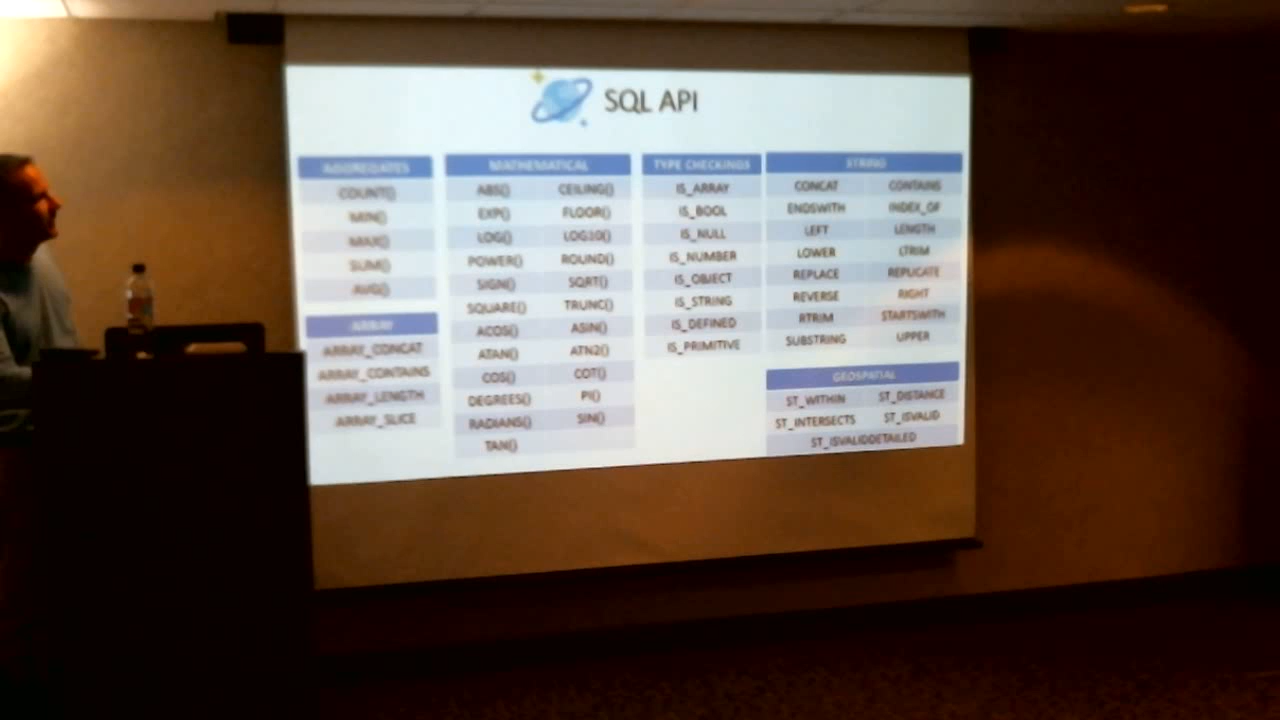 SQL API
AGGREGATES
COUNT()
MIN()
MAX()
SUM()
AVG()
ARRAY
ARRAY_CONCAT
ARRAY_CONTAINS
ARRAY_LENGTH
ARRAY_SLICE
MATHEMATICAL
ABS() CEILING()
EXP() FLOOR()
LOG() LOG10()
POWER() ROUND()
SIGN() SQRT()
SQUARE() TRUNC()
ACOS() ASIN()
ATAN() ATN2()
COS() COT()
DEGREES() PI()
RADIANS() SIN()
TAN()
TYPE CHECKINGS
IS_ARRAY
IS_BOOL
IS_NULL
IS_NUMBER
IS_OBJECT
IS_STRING
IS_DEFINED
IS_PRIMITIVE
STRING
CONCAT CONTAINS
ENDSWITH INDEX_OF
LEFT LENGTH
LOWER LTRIM
REPLACE REPLICATE
REVERSE RIGHT
RTRIM STARTSWITH
SUBSTRING UPPER
GEOSPATIAL
ST_WITHIN ST_DISTANCE
ST_INTERSECTS ST_ISVALID
ST_ISVALIDDETAILED